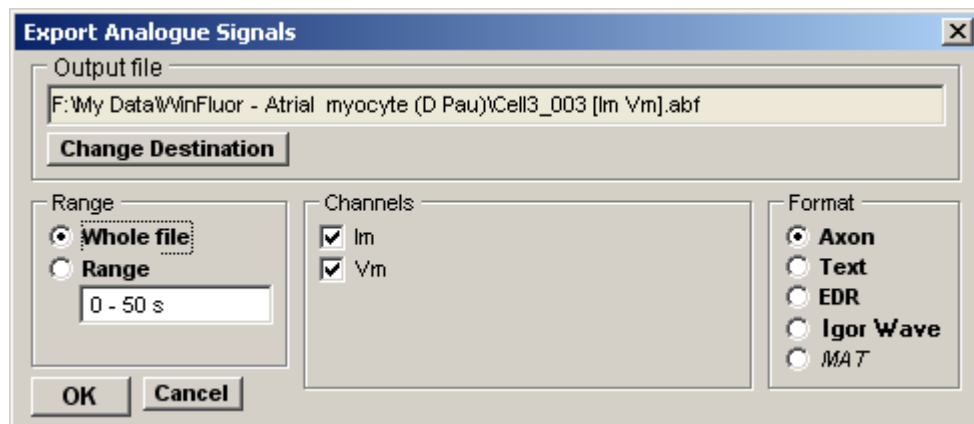 Export Analogue Signals
Output file
F:\My Data\WinFluor - Atrial  myocyte (D Pau)\Cell3_003 [Im Vm].abf
Change Destination
Range
Whole file
Range
0 - 50 s
Channels
Im
Vm
Format
Axon
Text
EDR
Igor Wave
MAT
OK
Cancel